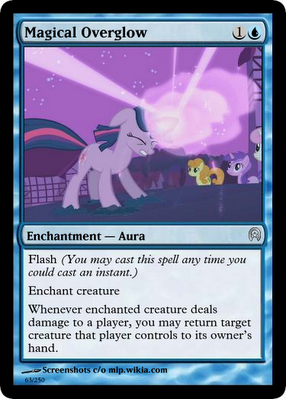 Magical Overglow 1
Enchantment — Aura
Flash (You may cast this spell any time you
could cast an instant.)
Enchant creature
Whenever enchanted creature deals
damage to a player, you may return target
creature that player controls to its owner's
hand.
Screenshots c/o mlp.wikia.com
63/250